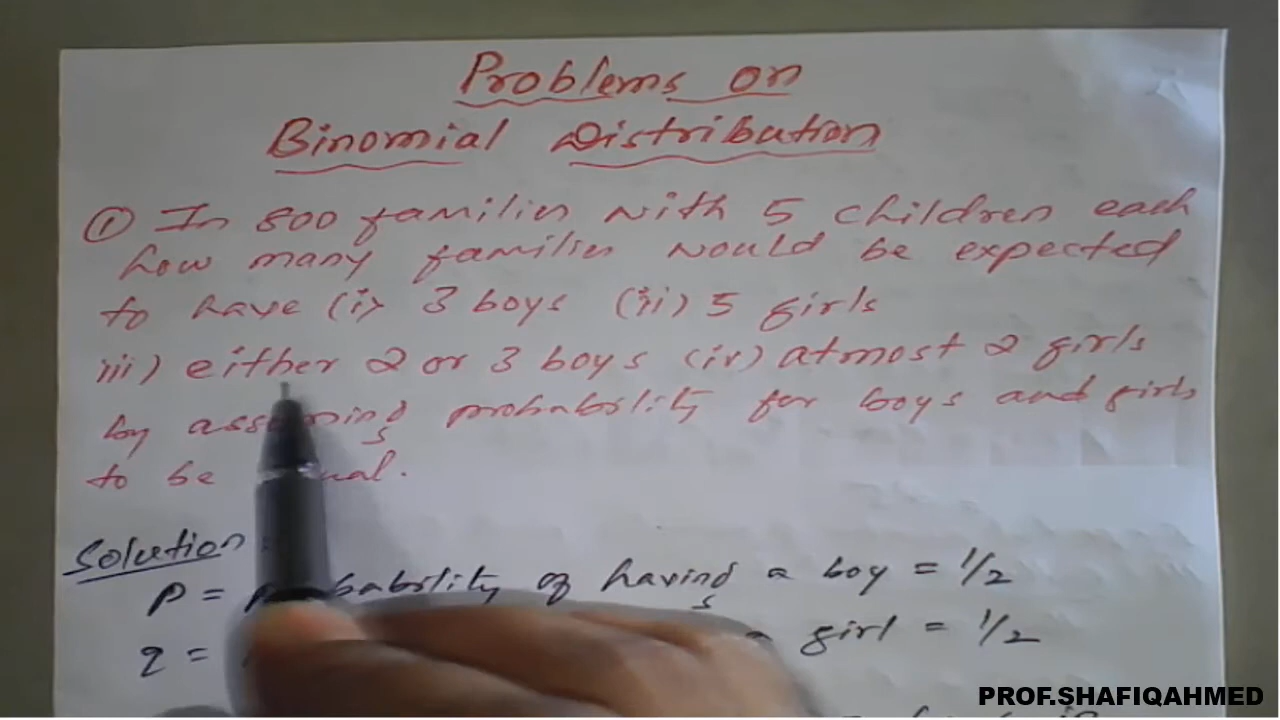 Problems on
Binomial Distribution
① In 800 families with 5 children each
how many families would be expected
to have (i) 3 boys (ii) 5 girls
iii) either 2 or 3 boys (iv) atmost 2 girls
by probability for boys and girls
to be
Solution:
p = probability of having a boy = 1/2
q = girl = 1/2
PROF.SHAFIQAHMED